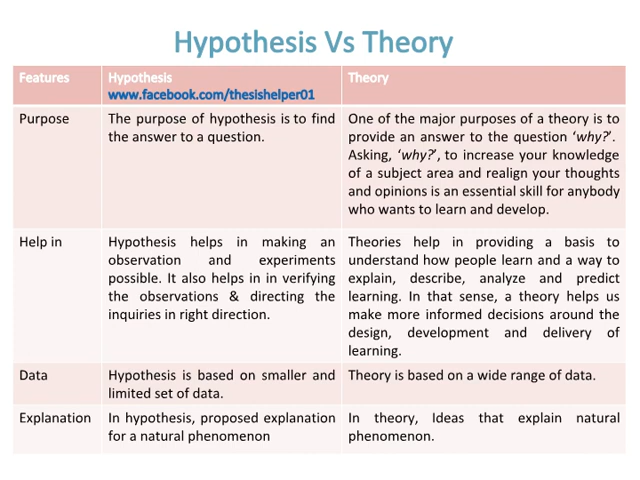 Hypothesis Vs Theory
Features
Hypothesis
www.facebook.com/thesishelper01
Theory
Purpose
The purpose of hypothesis is to find
the answer to a question.
One of the major purposes of a theory is to
provide an answer to the question ‘why?’.
Asking, ‘why?’, to increase your knowledge
of a subject area and realign your thoughts
and opinions is an essential skill for anybody
who wants to learn and develop.
Help in
Hypothesis helps in making an
observation and experiments
possible. It also helps in in verifying
the observations & directing the
inquiries in right direction.
Theories help in providing a basis to
understand how people learn and a way to
explain, describe, analyze and predict
learning. In that sense, a theory helps us
make more informed decisions around the
design, development and delivery of
learning.
Data
Hypothesis is based on smaller and
limited set of data.
Theory is based on a wide range of data.
Explanation
In hypothesis, proposed explanation
for a natural phenomenon
In theory, Ideas that explain natural
phenomenon.